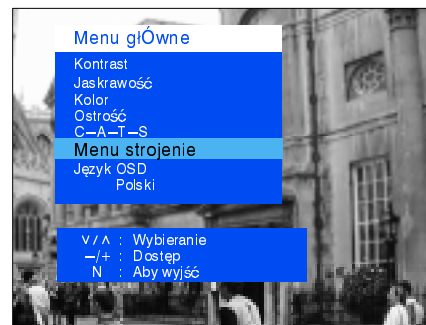 Menu głÓwne
Kontrast
Jaskrawość
Kolor
Ostrość
C–A–T–S
Menu strojenie
Język OSD
Polski
∨/∧ : Wybieranie
–/+ : Dostęp
N : Aby wyjść